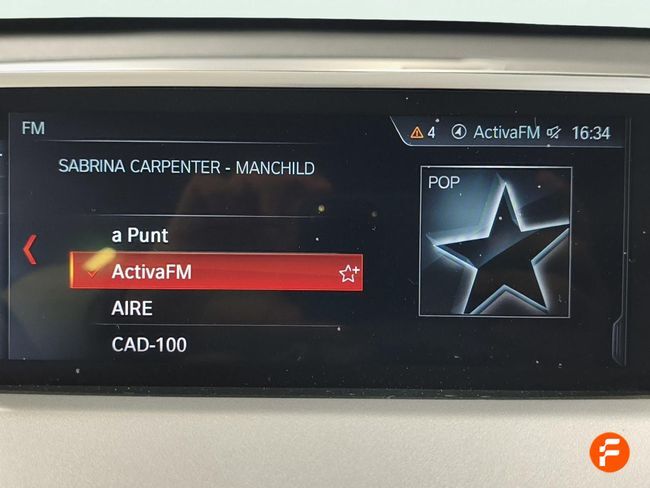 FM
4 ActivaFM 16:34
SABRINA CARPENTER - MANCHILD
POP
a Punt
ActivaFM
AIRE
CAD-100